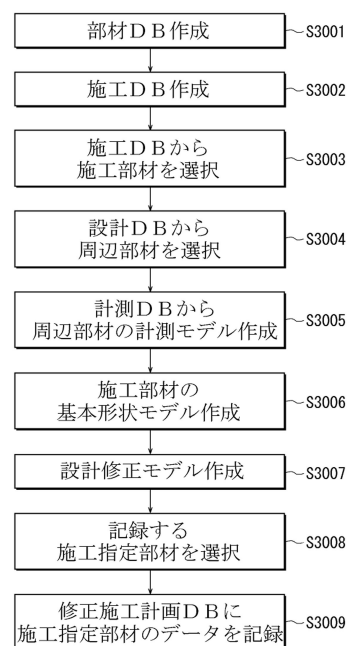 部材ＤＢ作成
S3001
施工ＤＢ作成
S3002
施工ＤＢから
施工部材を選択
S3003
設計ＤＢから
周辺部材を選択
S3004
計測ＤＢから
周辺部材の計測モデル作成
S3005
施工部材の
基本形状モデル作成
S3006
設計修正モデル作成
S3007
記録する
施工指定部材を選択
S3008
修正施工計画ＤＢに
施工指定部材のデータを記録
S3009